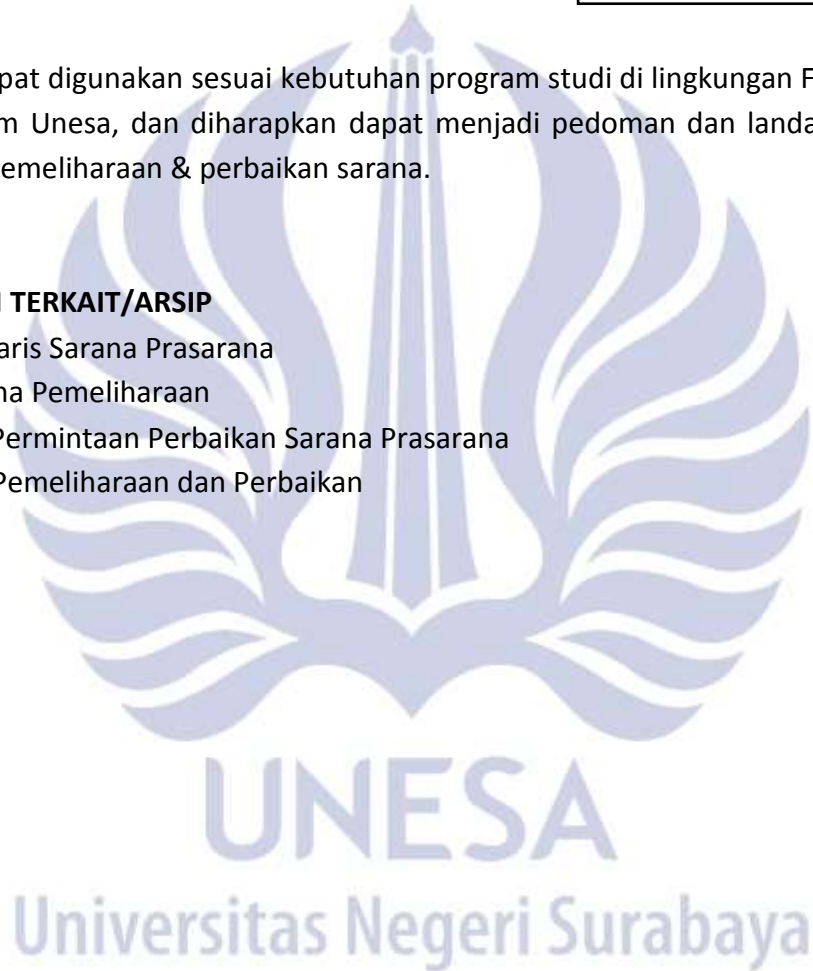 pat digunakan sesuai kebutuhan program studi di lingkungan F
m Unesa, dan diharapkan dapat menjadi pedoman dan landa
emeliharaan & perbaikan sarana.
TERKAIT/ARSIP
aris Sarana Prasarana
na Pemeliharaan
Permintaan Perbaikan Sarana Prasarana
Pemeliharaan dan Perbaikan
UNESA
Universitas Negeri Surabaya